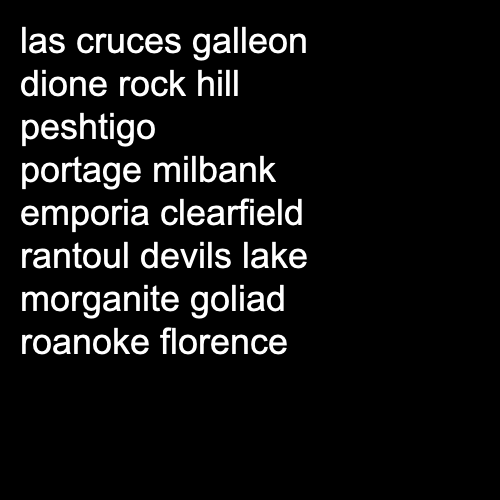 las cruces galleon
dione rock hill
peshtigo
portage milbank
emporia clearfield
rantoul devils lake
morganite goliad
roanoke florence